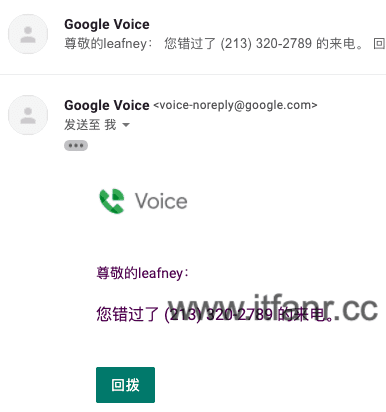 Google Voice
尊敬的leafney： 您错过了 (213) 320-2789 的来电。 回
Google Voice <voice-noreply@google.com>
发送至 我
Voice
尊敬的leafney：
您错过了 (213) 320-2789 的来电。
www.itfanr.cc
回拨